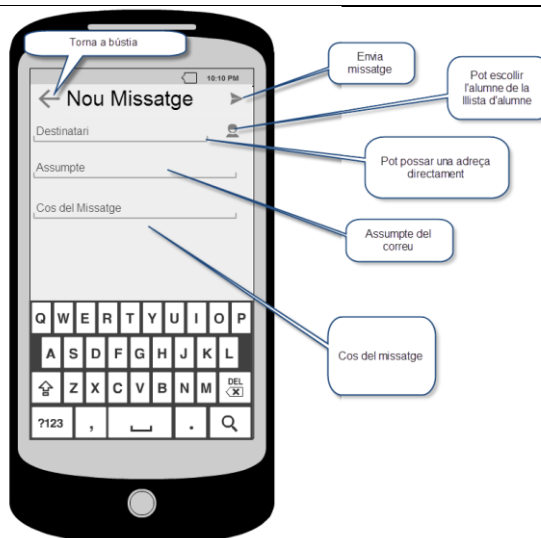 Torna a bústia
10:10 PM
Nou Missatge
Envia
missatge
Pot escollir
l'alumne de la
lllista d'alumne
Destinatari
Pot possar una adreça
directament
Assumpte
Cos del Missatge
Assumpte del
correu
Cos del missatge
Q W E R T Y U I O P
A S D F G H J K L
Z X C V B N M DEL
?123 , .